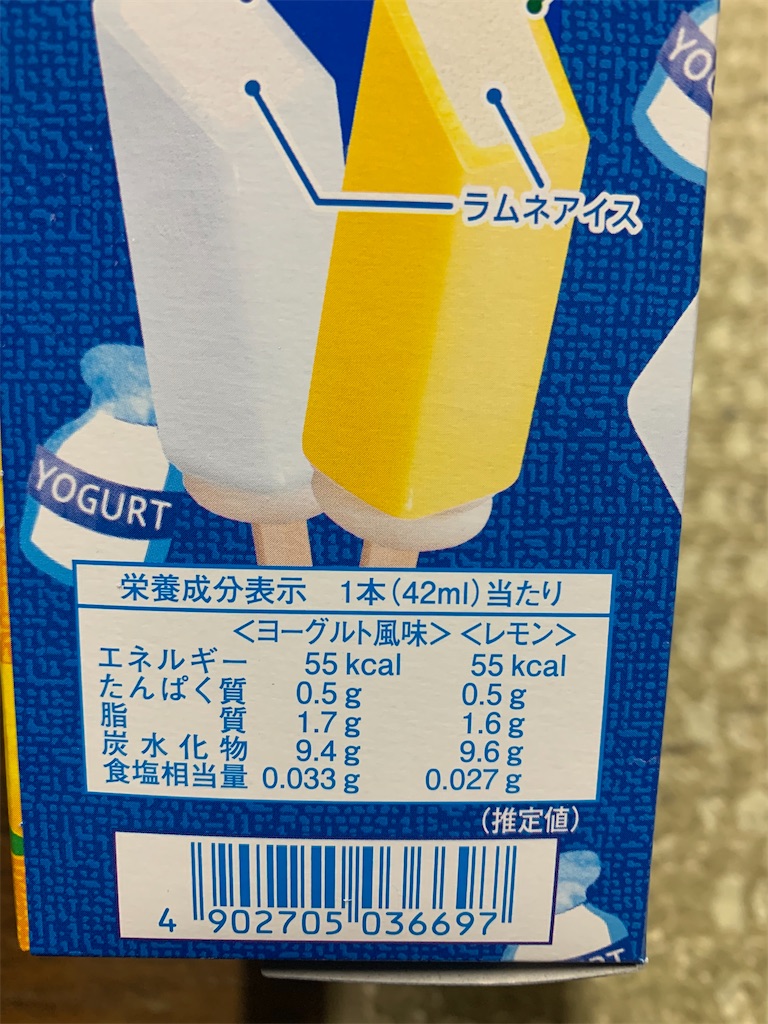 YO
ラムネアイス
YOGURT
栄養成分表示 1本(42ml)当たり
<ヨーグルト風味> <レモン>
エネルギー 55 kcal 55 kcal
たんぱく質 0.5 g 0.5 g
脂質 1.7 g 1.6 g
炭水化物 9.4 g 9.6 g
食塩相当量 0.033 g 0.027 g
(推定値)
4 902705 036697